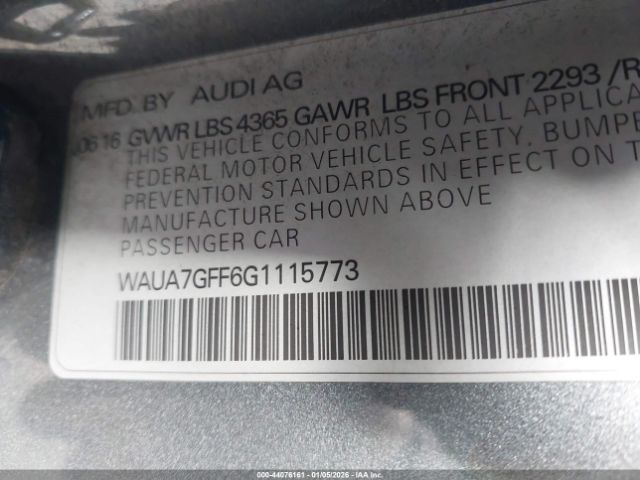 MFD. BY AUDI AG
06 16 GVWR LBS 4365 GAWR LBS FRONT 2293 /R
THIS VEHICLE CONFORMS TO ALL APPLICA
FEDERAL MOTOR VEHICLE SAFETY, BUMPE
PREVENTION STANDARDS IN EFFECT ON T
MANUFACTURE SHOWN ABOVE
PASSENGER CAR
WAUA7GFF6G1115773
000-44076161 - 01/05/2026 - IAAI.COM